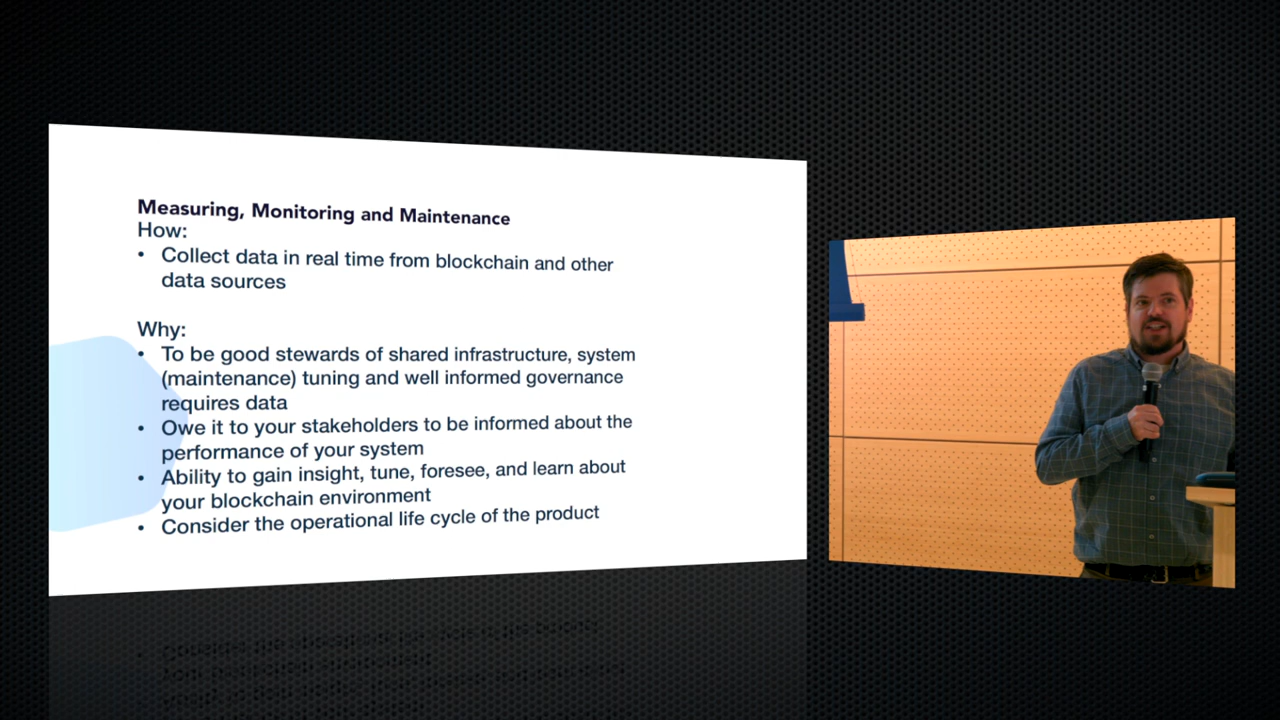 Measuring, Monitoring and Maintenance
How:
• Collect data in real time from blockchain and other
data sources
Why:
• To be good stewards of shared infrastructure, system
(maintenance) tuning and well informed governance
requires data
• Owe it to your stakeholders to be informed about the
performance of your system
• Ability to gain insight, tune, foresee, and learn about
your blockchain environment
• Consider the operational life cycle of the product